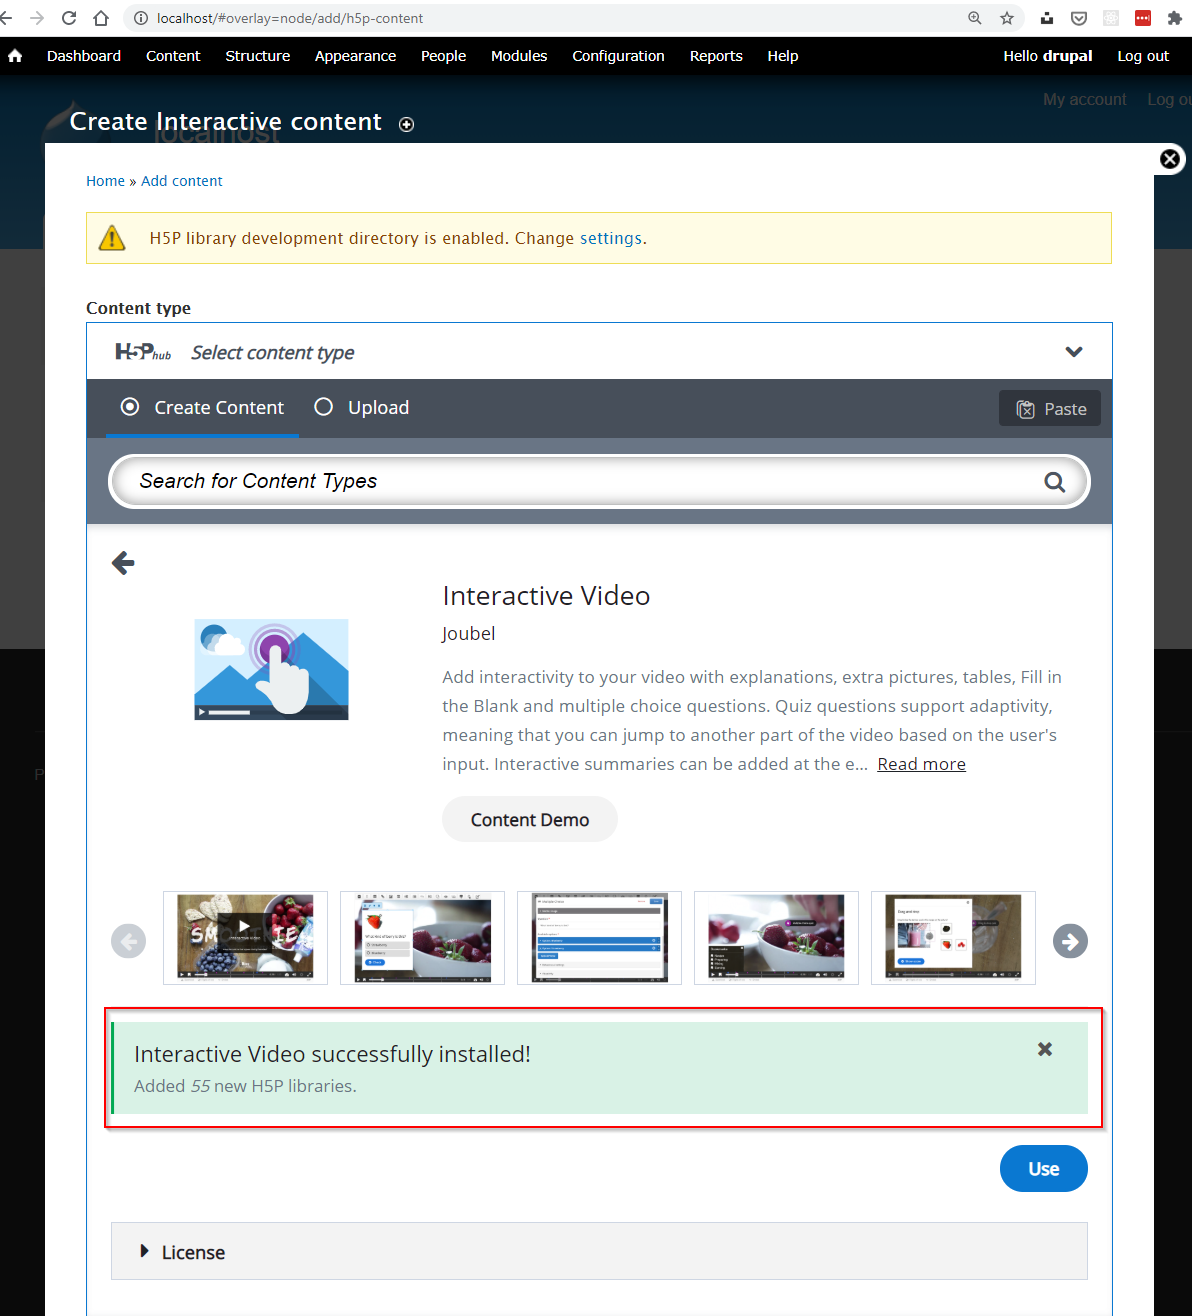 localhost/#overlay=node/add/h5p-content
Dashboard Content Structure Appearance People Modules Configuration Reports Help Hello drupal Log out
My account Log ou
Create Interactive content
localhost
Home » Add content
H5P library development directory is enabled. Change settings.
Content type
H5P hub Select content type
Create Content Upload Paste
Search for Content Types
Interactive Video
Joubel
Add interactivity to your video with explanations, extra pictures, tables, Fill in
the Blank and multiple choice questions. Quiz questions support adaptivity,
meaning that you can jump to another part of the video based on the user's
input. Interactive summaries can be added at the e... Read more
Content Demo
Interactive Video successfully installed!
Added 55 new H5P libraries.
Use
License